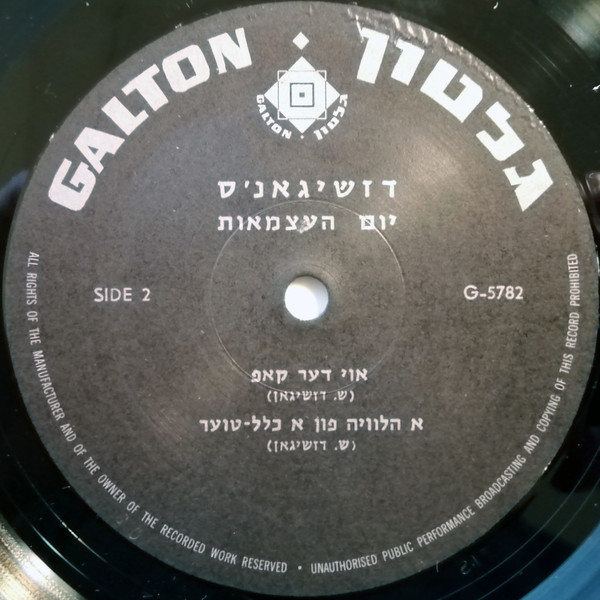 GALTON • גלטון
GALTON • גלטון
דזשיגאנ'ס
יום העצמאות
SIDE 2
G-5782
אוי דער קאפ
(ש. דזשיגאן)
א הלוויה פון א כלל-טוער
(ש. דזשיגאן)
ALL RIGHTS OF THE MANUFACTURER AND OF THE OWNER OF THE RECORDED WORK RESERVED • UNAUTHORISED PUBLIC PERFORMANCE BROADCASTING AND COPYING OF THIS RECORD PROHIBITED